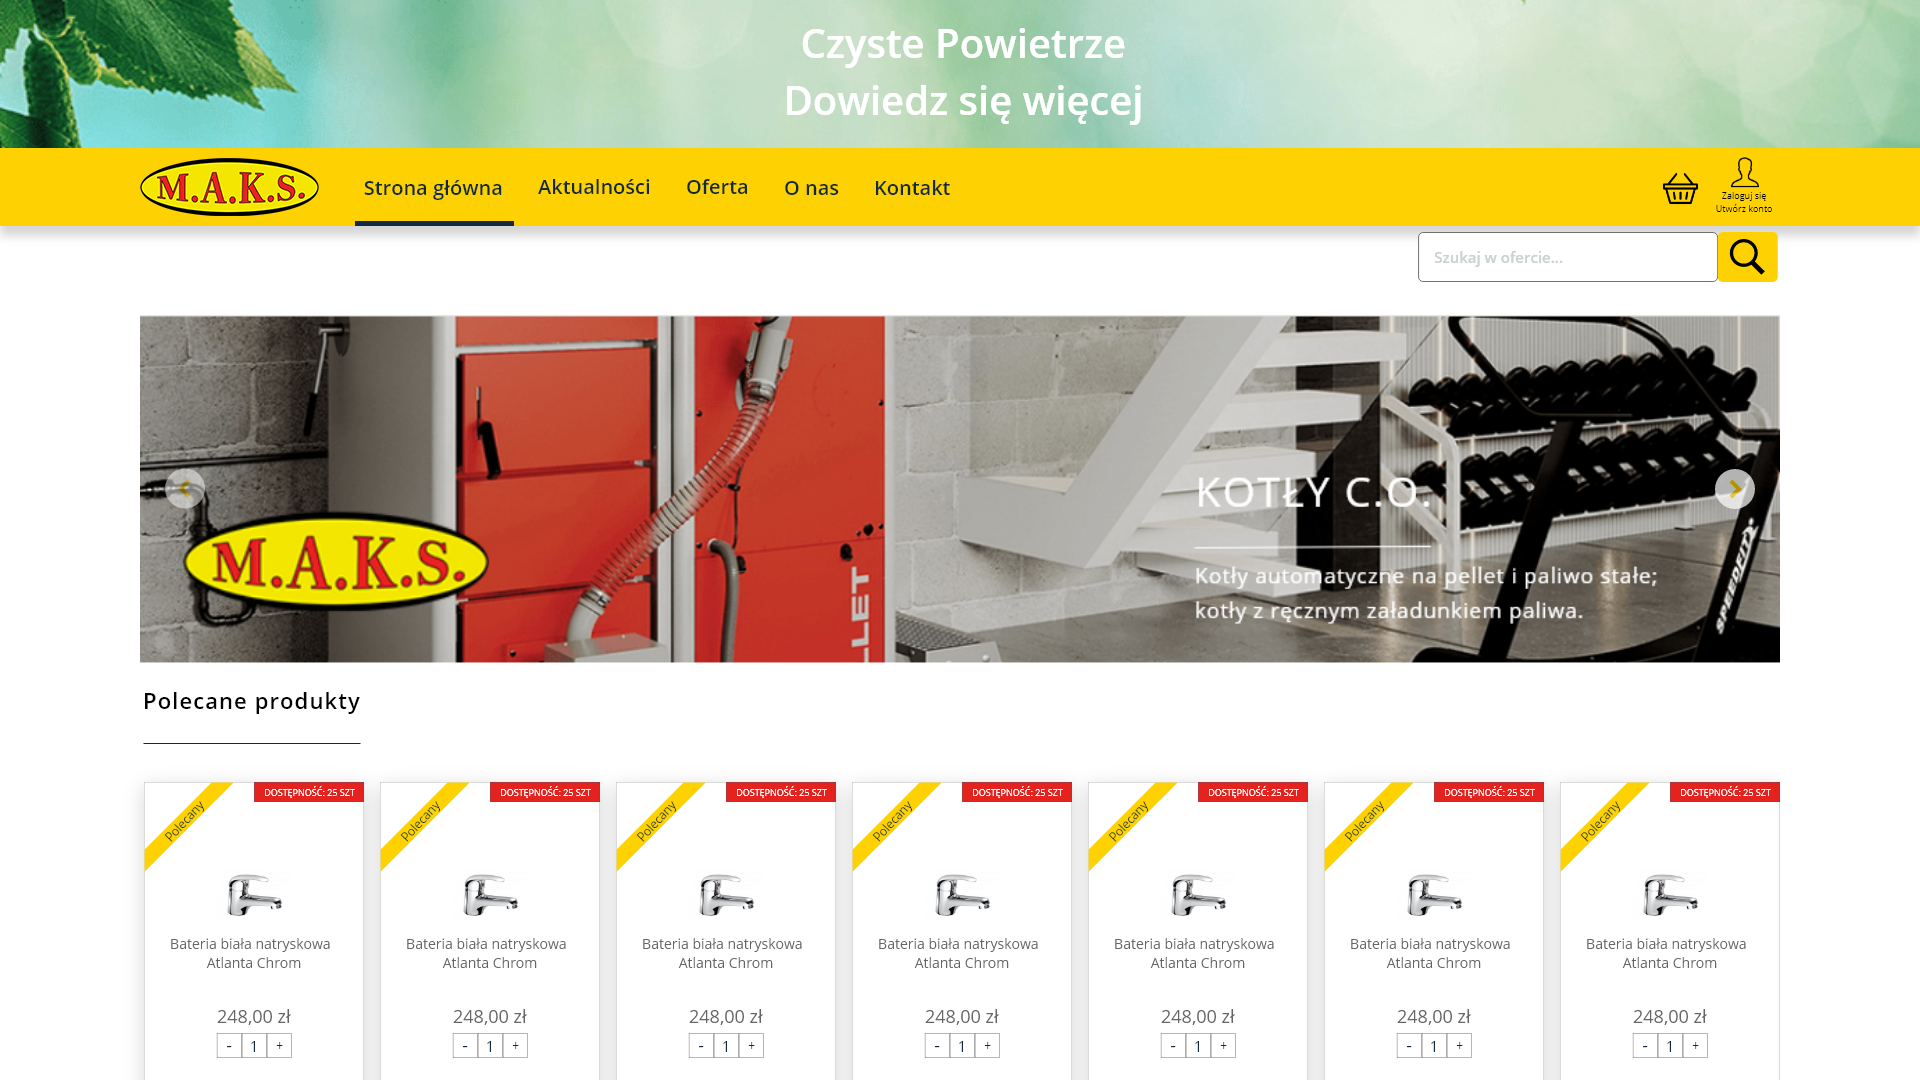 Czyste Powietrze
Dowiedz się więcej
M.A.K.S.
Strona główna
Aktualności
Oferta
O nas
Kontakt
Zaloguj się
Utwórz konto
Szukaj w ofercie...
M.A.K.S.
LLET
KOTŁY C.O.
Kotły automatyczne na pellet i paliwo stałe;
kotły z ręcznym załadunkiem paliwa.
SPEEDFIT
Polecane produkty
Polecany
DOSTĘPNOŚĆ: 25 SZT
Bateria biała natryskowa
Atlanta Chrom
248,00 zł
- 1 +
Polecany
DOSTĘPNOŚĆ: 25 SZT
Bateria biała natryskowa
Atlanta Chrom
248,00 zł
- 1 +
Polecany
DOSTĘPNOŚĆ: 25 SZT
Bateria biała natryskowa
Atlanta Chrom
248,00 zł
- 1 +
Polecany
DOSTĘPNOŚĆ: 25 SZT
Bateria biała natryskowa
Atlanta Chrom
248,00 zł
- 1 +
Polecany
DOSTĘPNOŚĆ: 25 SZT
Bateria biała natryskowa
Atlanta Chrom
248,00 zł
- 1 +
Polecany
DOSTĘPNOŚĆ: 25 SZT
Bateria biała natryskowa
Atlanta Chrom
248,00 zł
- 1 +
Polecany
DOSTĘPNOŚĆ: 25 SZT
Bateria biała natryskowa
Atlanta Chrom
248,00 zł
- 1 +